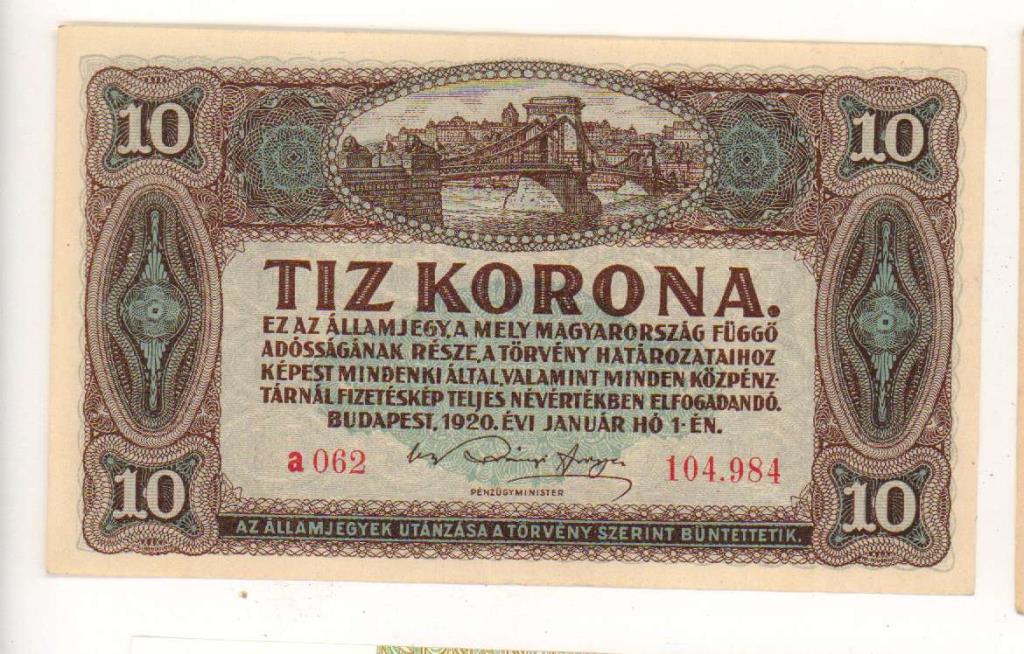 10
10
TIZ KORONA.
EZ AZ ÁLLAMJEGY, A MELY MAGYARORSZÁG FÜGGŐ
ADÓSSÁGÁNAK RÉSZE, A TÖRVÉNY HATÁROZATAIHOZ
KÉPEST MINDENKI ÁLTAL, VALAMINT MINDEN KÖZPÉNZ-
TÁRNÁL FIZETÉSKÉP TELJES NÉVÉRTÉKBEN ELFOGADANDÓ.
BUDAPEST, 1920. ÉVI JANUÁR HÓ 1-ÉN.
a 062
104.984
PÉNZÜGYMINISTER
10
10
AZ ÁLLAMJEGYEK UTÁNZÁSA A TÖRVÉNY SZERINT BÜNTETTETIK.